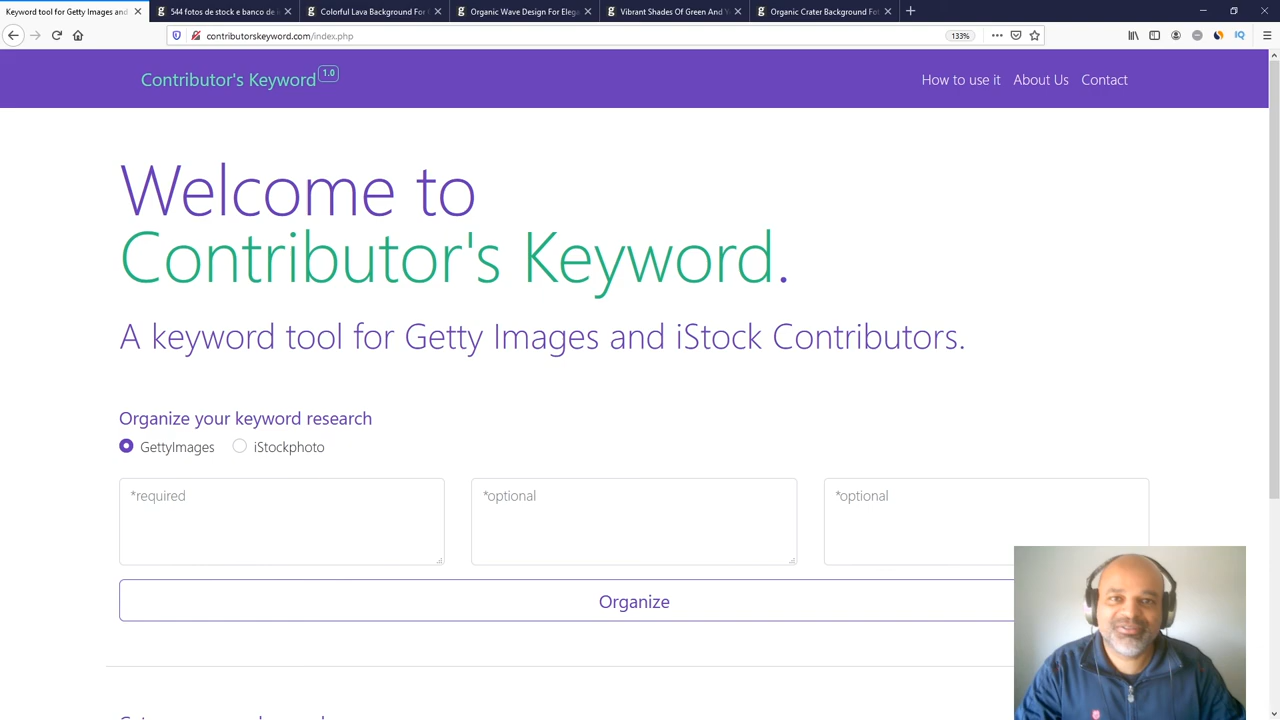 Keyword tool for Getty Images and
544 fotos de stock e banco de i
Colorful Lava Background For
Organic Wave Design For Elega
Vibrant Shades Of Green And
Organic Crater Background Fo
contributorskeyword.com/index.php
133%
IQ
Contributor's Keyword 1.0
How to use it About Us Contact
Welcome to
Contributor's Keyword.
A keyword tool for Getty Images and iStock Contributors.
Organize your keyword research
GettyImages iStockphoto
*required *optional *optional
Organize